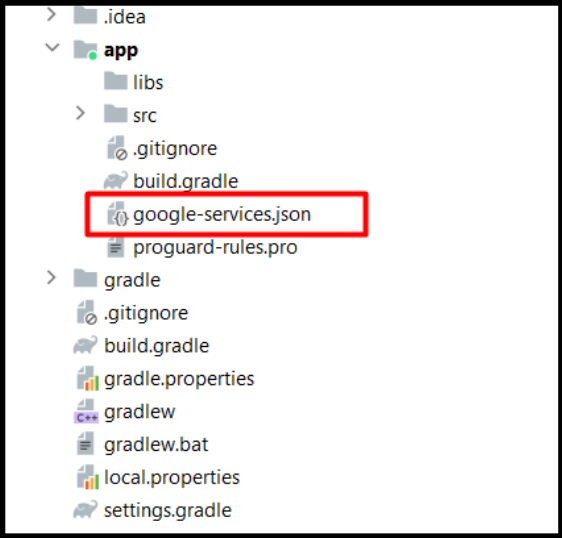 .idea
app
libs
src
.gitignore
build.gradle
google-services.json
proguard-rules.pro
gradle
.gitignore
build.gradle
gradle.properties
C++ gradlew
gradlew.bat
local.properties
settings.gradle